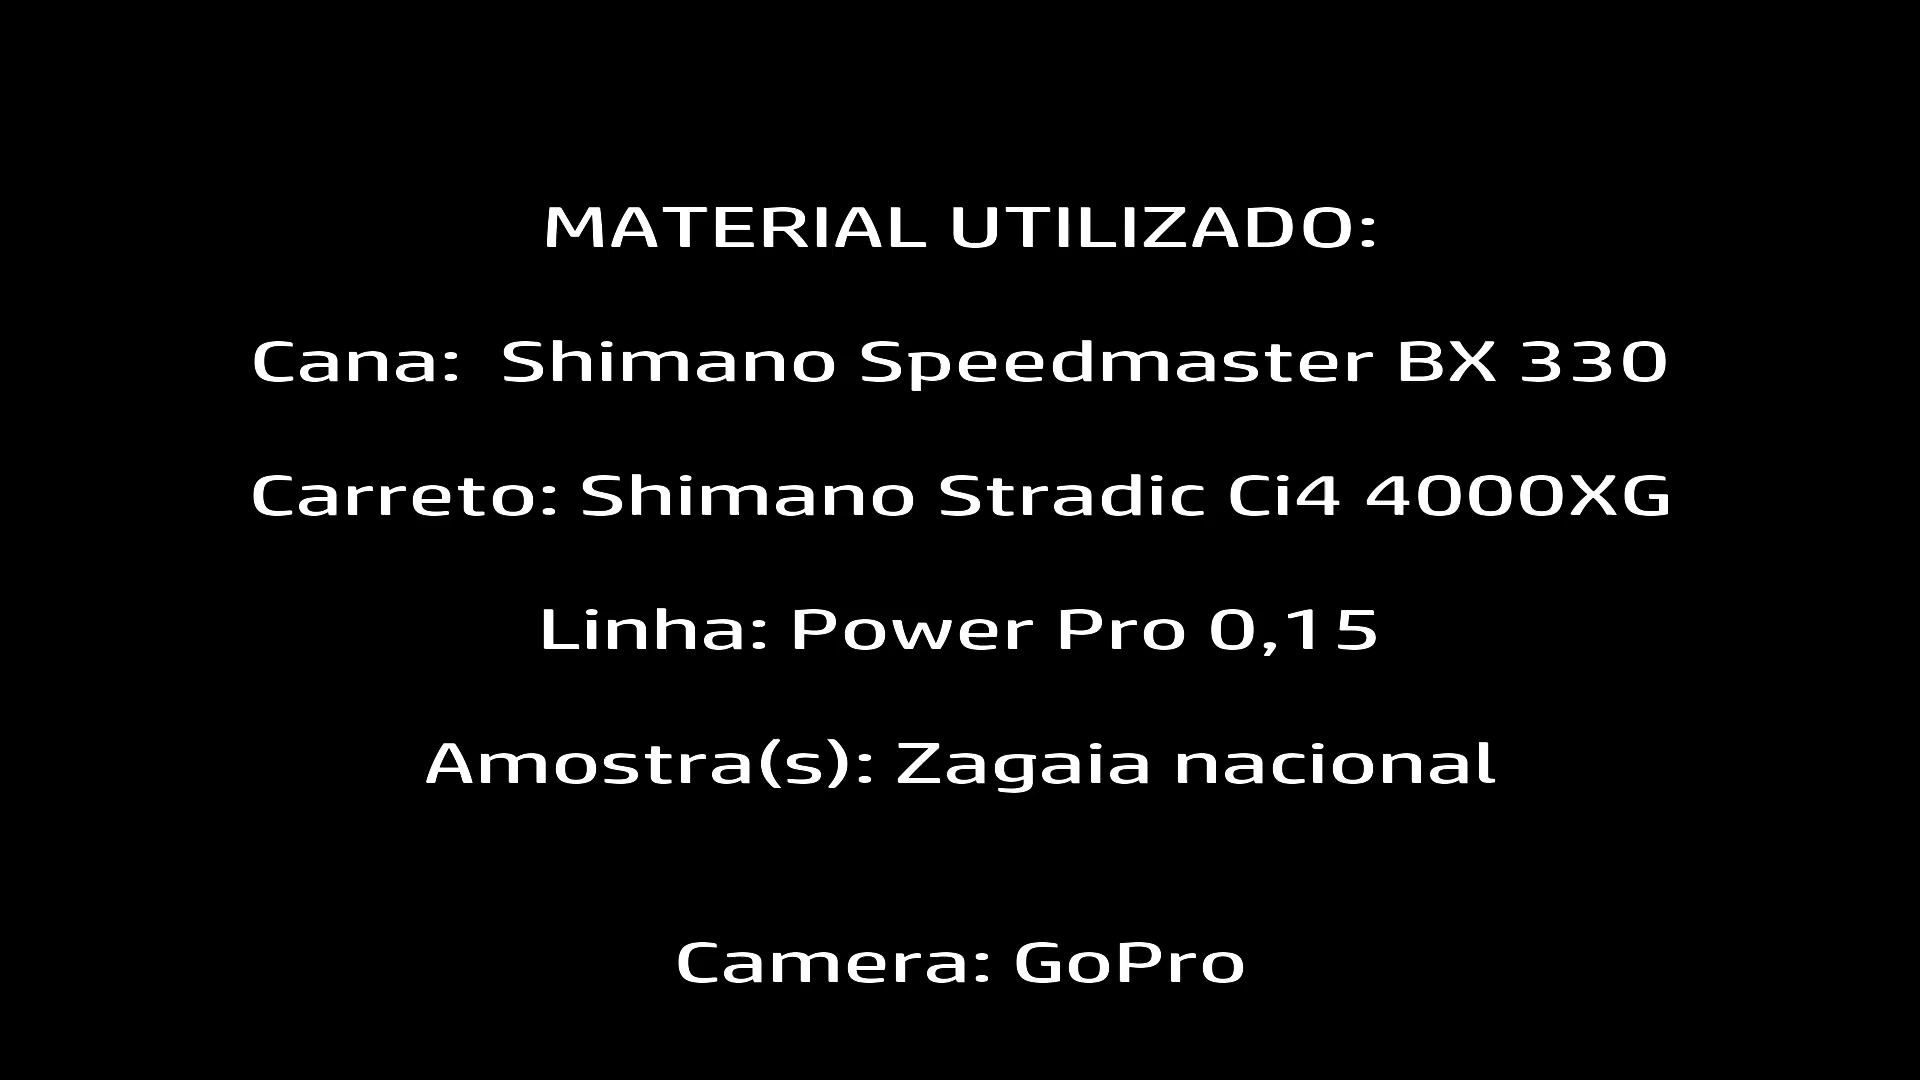 MATERIAL UTILIZADO:
Cana:  Shimano Speedmaster BX 330
Carreto: Shimano Stradic Ci4 4000XG
Linha: Power Pro 0,15
Amostra(s): Zagaia nacional
Camera: GoPro